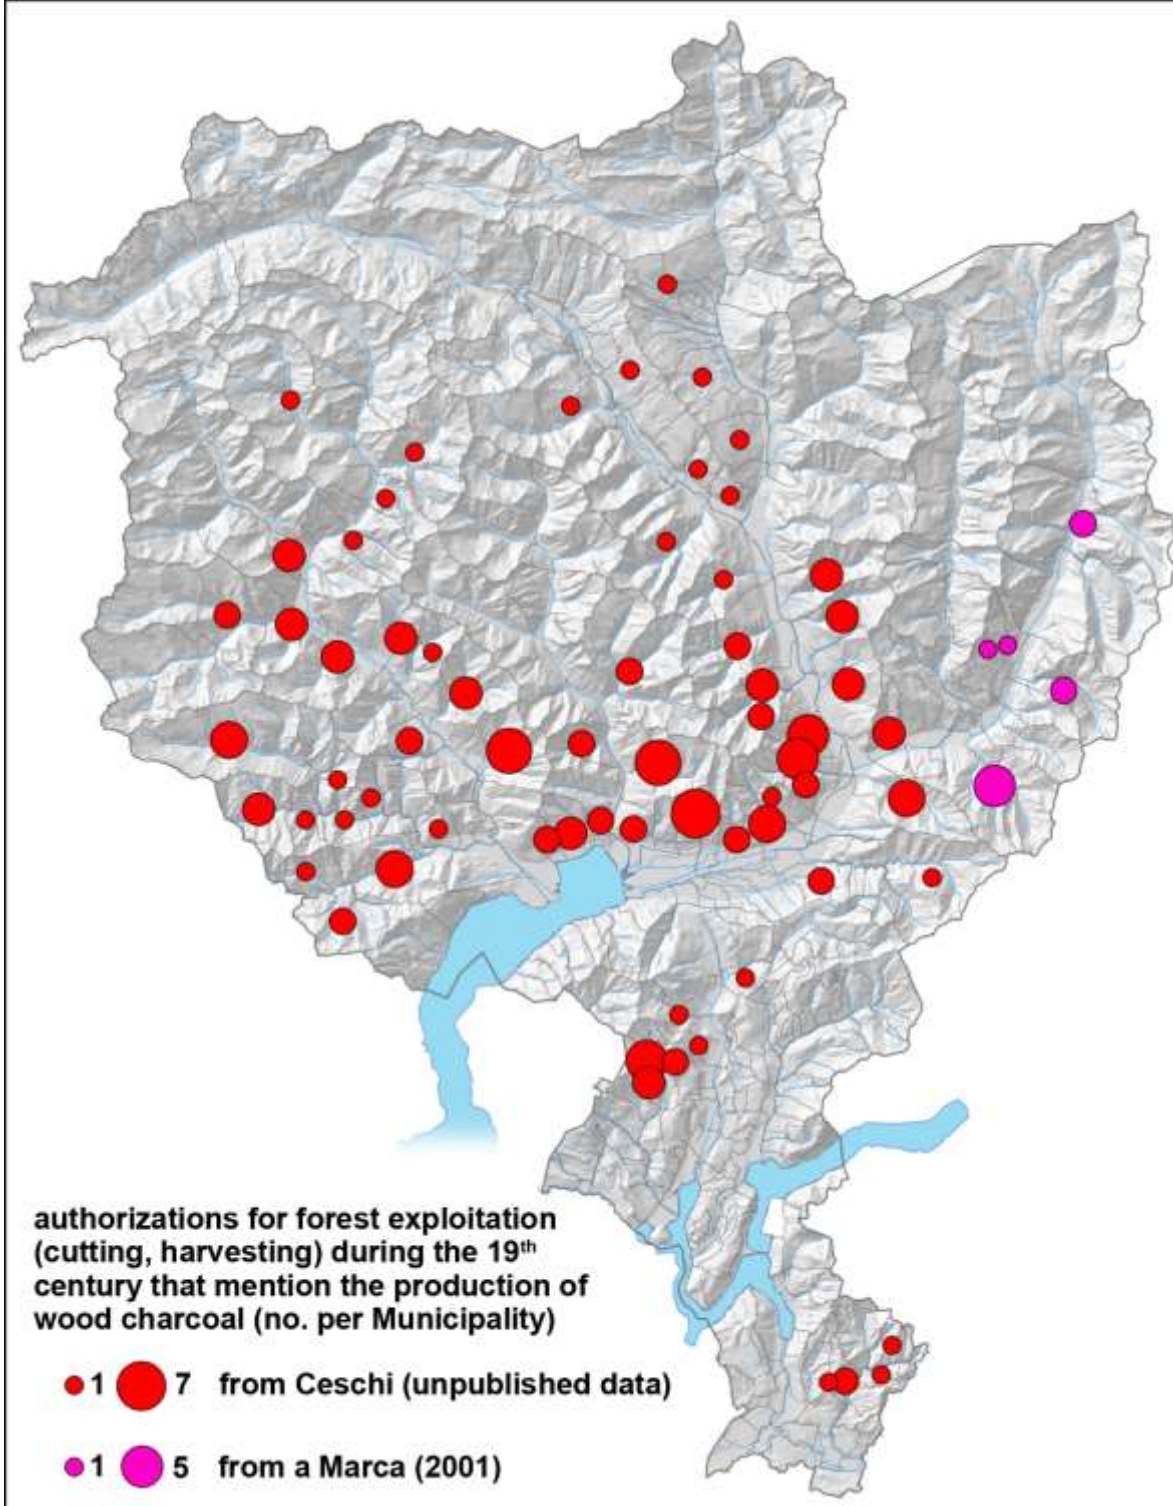 authorizations for forest exploitation
(cutting, harvesting) during the 19th
century that mention the production of
wood charcoal (no. per Municipality)
1 7 from Ceschi (unpublished data)
1 5 from a Marca (2001)